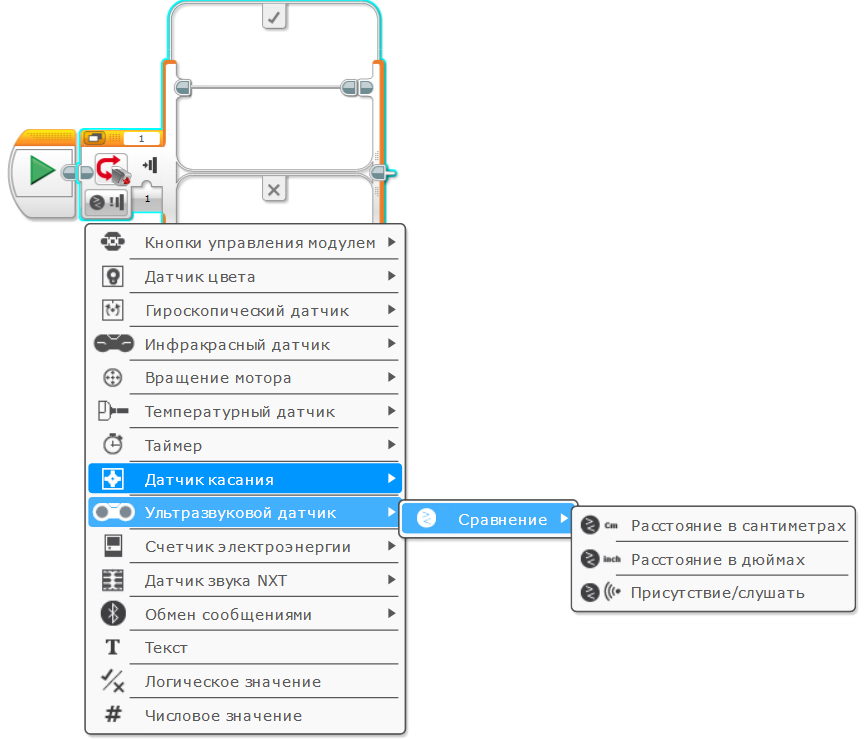 1
1
Кнопки управления модулем
Датчик цвета
Гироскопический датчик
Инфракрасный датчик
Вращение мотора
Температурный датчик
Таймер
Датчик касания
Ультразвуковой датчик
Сравнение
Cm Расстояние в сантиметрах
inch Расстояние в дюймах
Присутствие/слушать
Счетчик электроэнергии
Датчик звука NXT
Обмен сообщениями
T Текст
Логическое значение
# Числовое значение